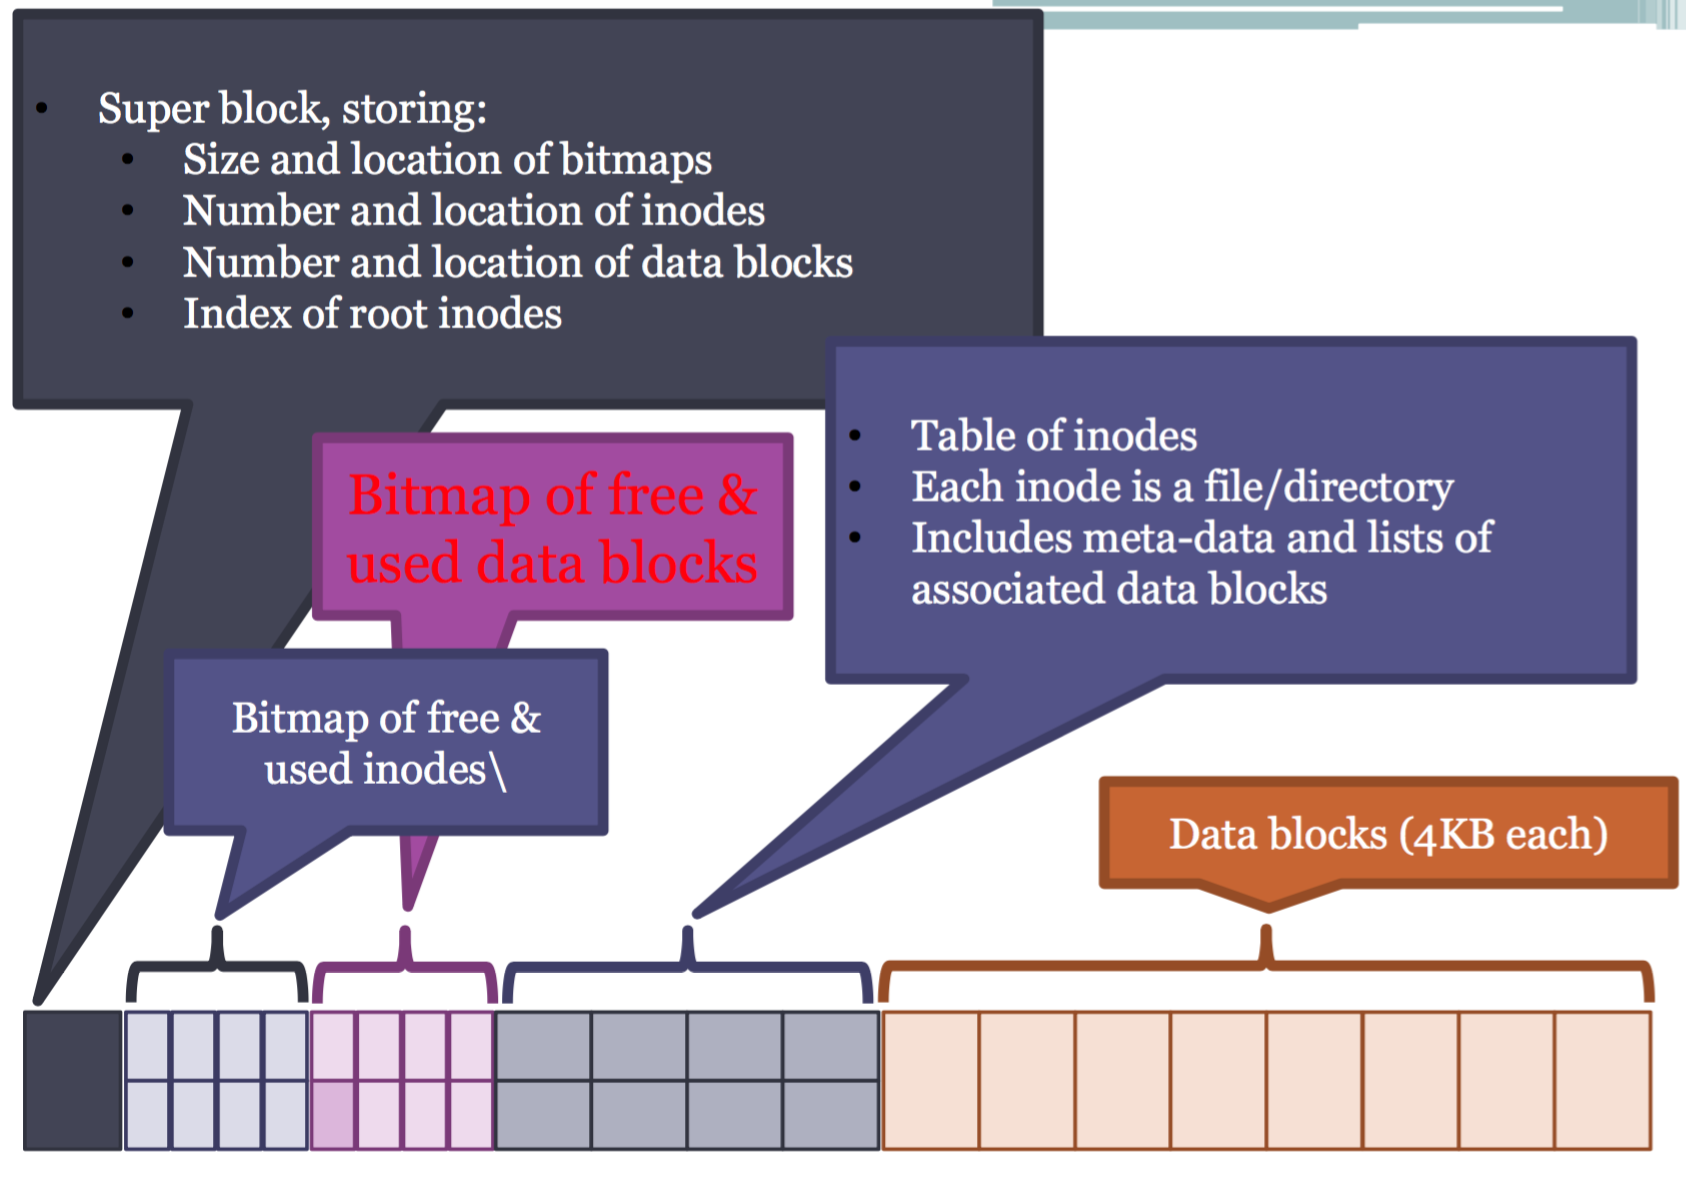 Super block, storing:
Size and location of bitmaps
Number and location of inodes
Number and location of data blocks
Index of root inodes
Table of inodes
Each inode is a file/directory
Includes meta-data and lists of
associated data blocks
Bitmap of free &
used data blocks
Bitmap of free &
used inodes\
Data blocks (4KB each)